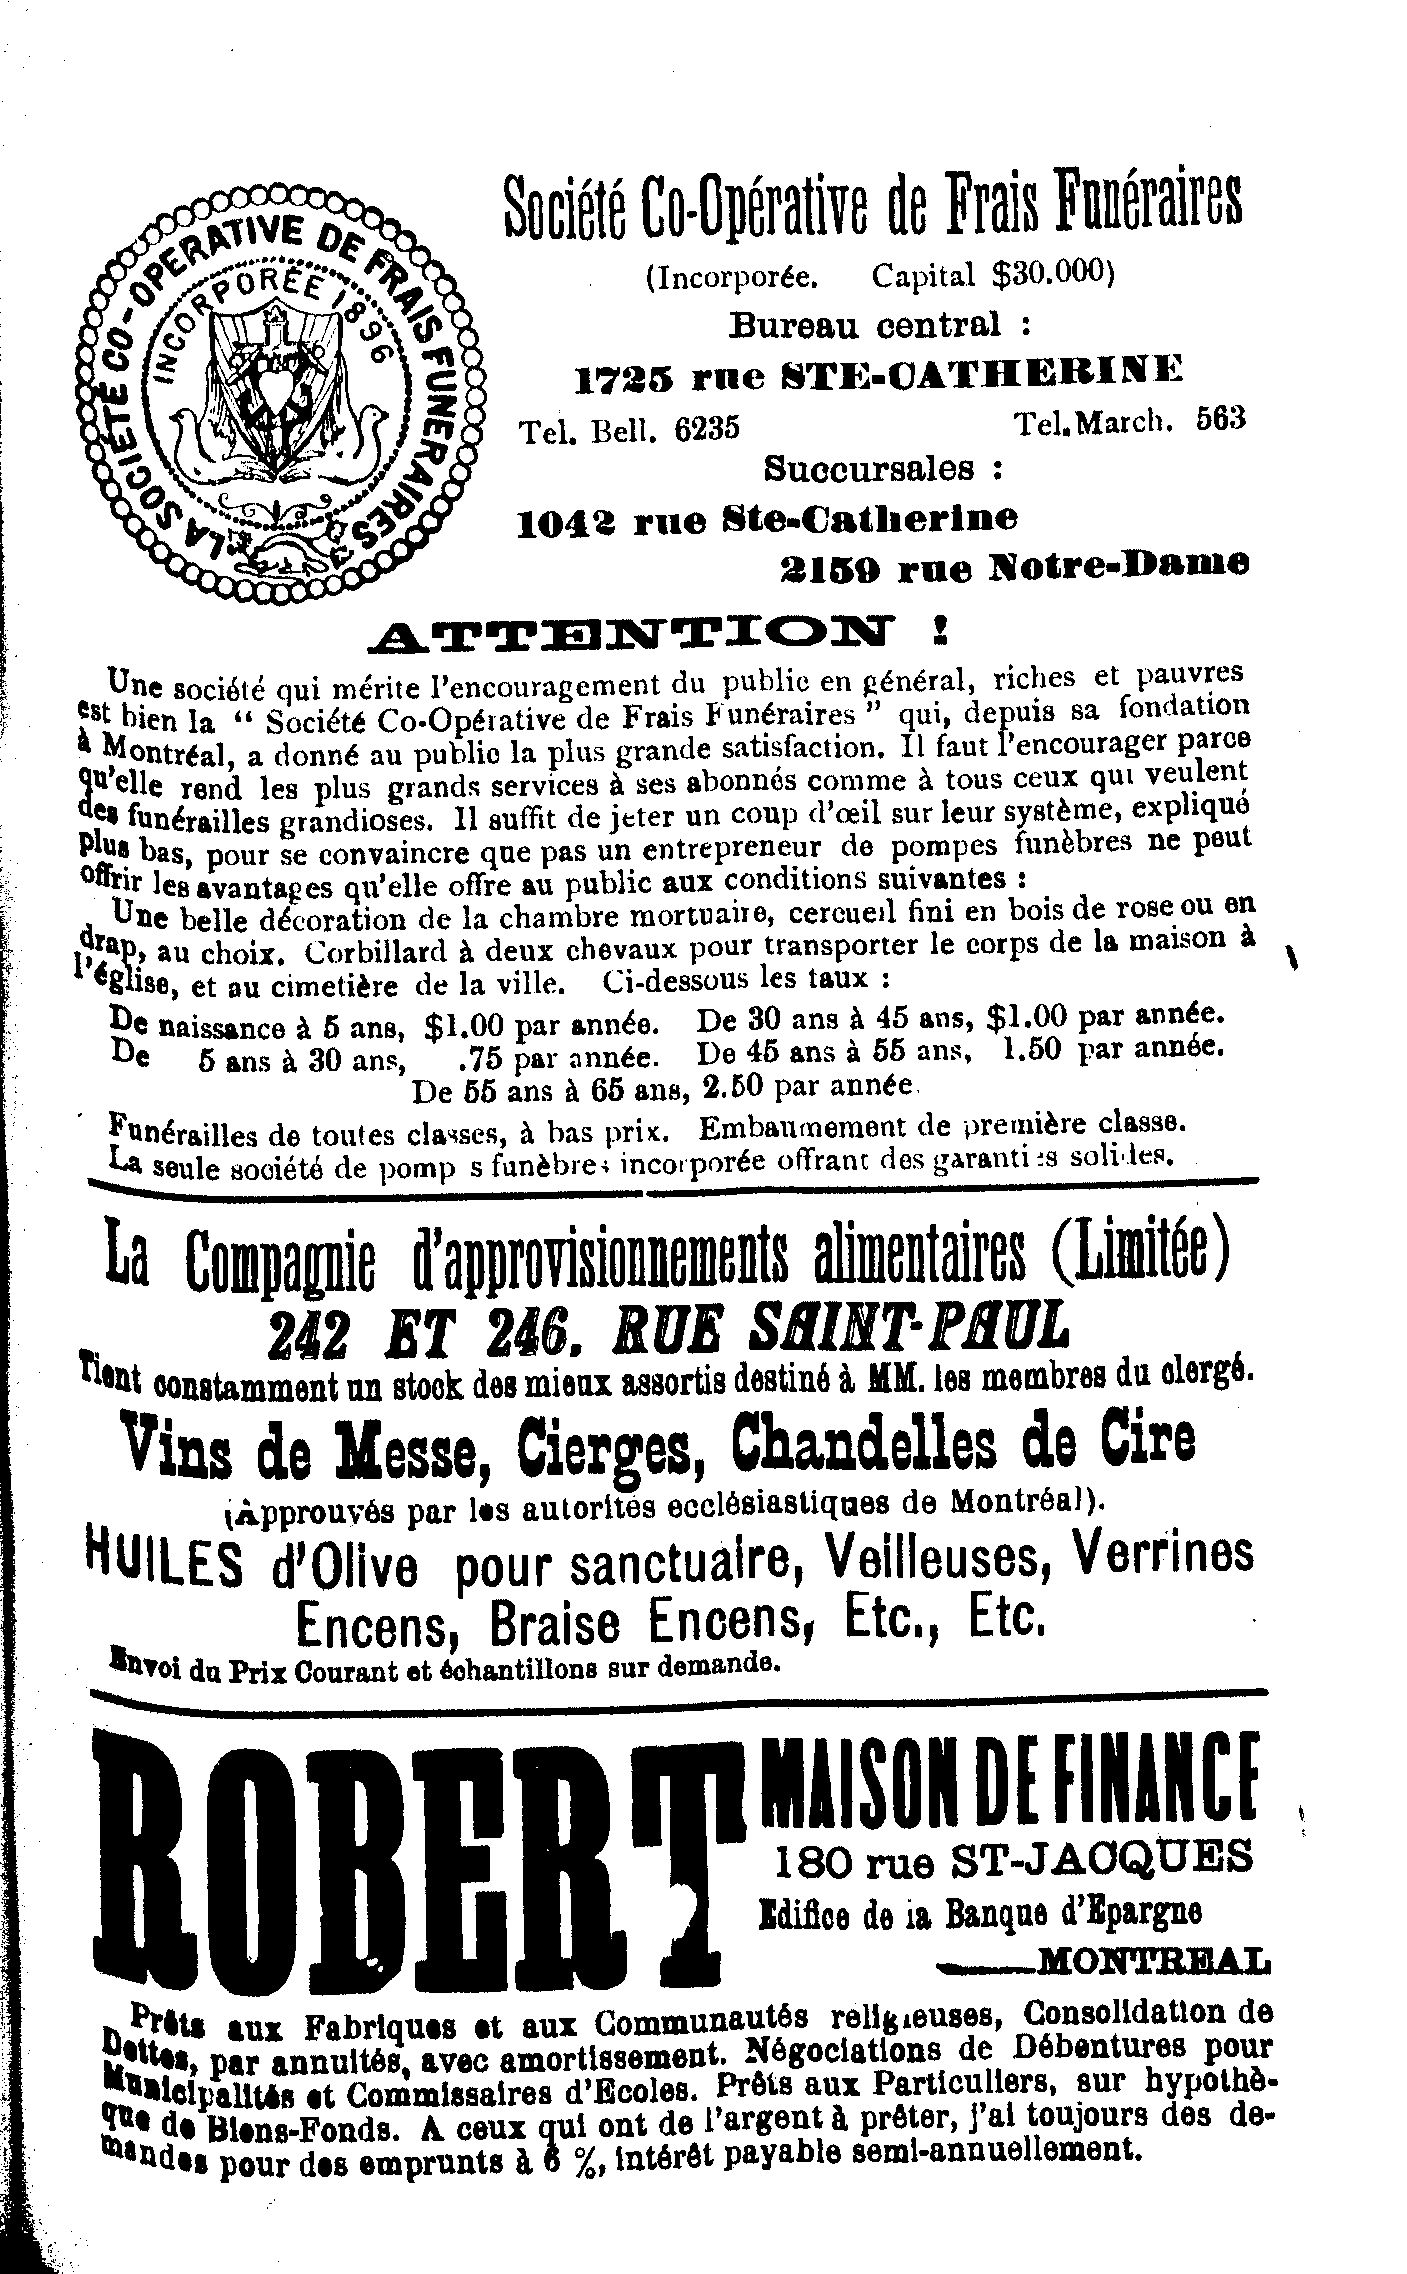 LA SOCIÉTÉ CO-OPERATIVE DE FRAIS FUNERAIRES
INCORPORÉE 1896
Société Co-Opérative de Frais Funéraires
(Incorporée. Capital $30.000)
Bureau central :
1725 rue STE-CATHERINE
Tel. Bell. 6235 Tel. March. 563
Succursales :
1042 rue Ste-Catherine
2159 rue Notre-Dame
ATTENTION !
Une société qui mérite l'encouragement du public en général, riches et pauvres
est bien la " Société Co-Opérative de Frais Funéraires " qui, depuis sa fondation
à Montréal, a donné au public la plus grande satisfaction. Il faut l'encourager parce
qu'elle rend les plus grands services à ses abonnés comme à tous ceux qui veulent
des funérailles grandioses. Il suffit de jeter un coup d'œil sur leur système, expliqué
plus bas, pour se convaincre que pas un entrepreneur de pompes funèbres ne peut
offrir les avantages qu'elle offre au public aux conditions suivantes :
Une belle décoration de la chambre mortuaire, cercueil fini en bois de rose ou en
drap, au choix. Corbillard à deux chevaux pour transporter le corps de la maison à
l'église, et au cimetière de la ville. Ci-dessous les taux :
De naissance à 5 ans, $1.00 par année. De 30 ans à 45 ans, $1.00 par année.
De 5 ans à 30 ans, .75 par année. De 45 ans à 55 ans, 1.50 par année.
De 55 ans à 65 ans, 2.50 par année.
Funérailles de toutes classes, à bas prix. Embaumement de première classe.
La seule société de pomp s funèbres incorporée offrant des garanties solides.
La Compagnie d'approvisionnements alimentaires (Limitée)
242 ET 246. RUE SAINT-PAUL
Tient constamment un stock des mieux assortis destiné à MM. les membres du clergé.
Vins de Messe, Cierges, Chandelles de Cire
(Approuvés par les autorités ecclésiastiques de Montréal).
HUILES d'Olive pour sanctuaire, Veilleuses, Verrines
Encens, Braise Encens, Etc., Etc.
Envoi du Prix Courant et échantillons sur demande.
ROBERT MAISON DE FINANCE
180 rue ST-JACQUES
Edifice de la Banque d'Epargne
MONTREAL
Prêts aux Fabriques et aux Communautés religieuses, Consolidation de
Dettes, par annuités, avec amortissement. Négociations de Débentures pour
Municipalités et Commissaires d'Ecoles. Prêts aux Particuliers, sur hypothè-
que de Biens-Fonds. A ceux qui ont de l'argent à prêter, j'ai toujours des de-
mandes pour des emprunts à 6 %, intérêt payable semi-annuellement.